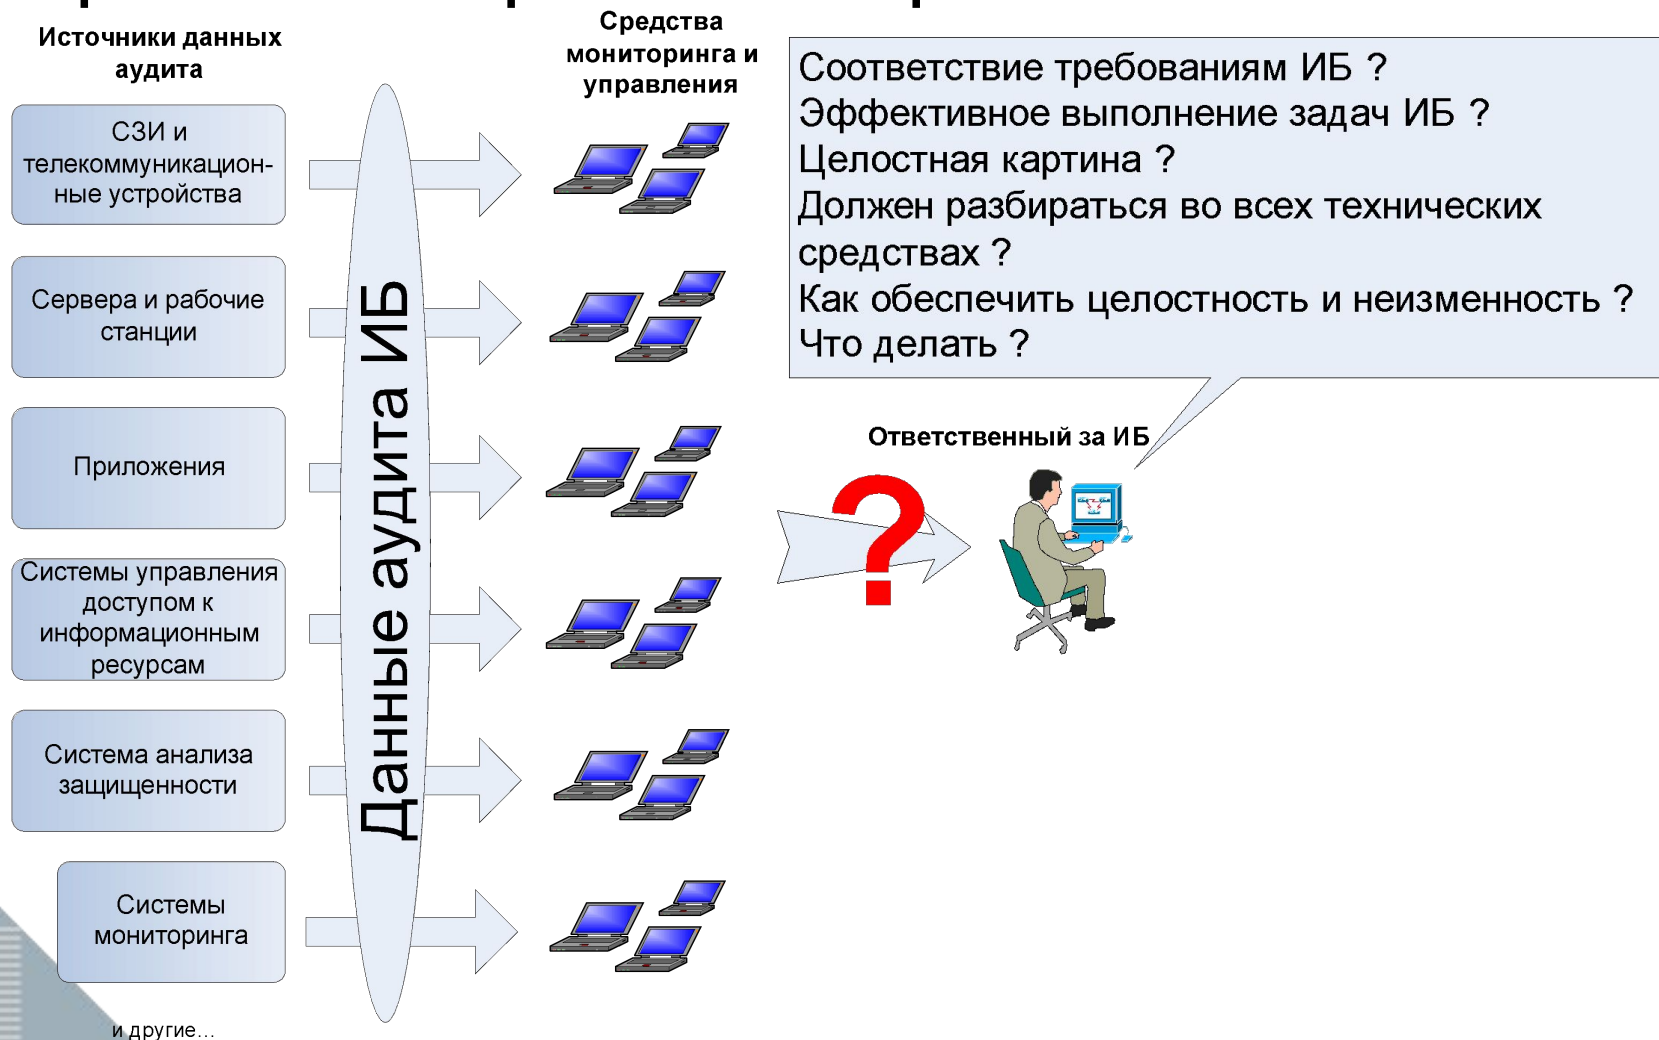 Источники данных
аудита
СЗИ и
телекоммуникацион-
ные устройства
Сервера и рабочие
станции
Приложения
Системы управления
доступом к
информационным
ресурсам
Система анализа
защищенности
Системы
мониторинга
и другие...
Данные аудита ИБ
Средства
мониторинга и
управления
Соответствие требованиям ИБ ?
Эффективное выполнение задач ИБ ?
Целостная картина ?
Должен разбираться во всех технических
средствах ?
Как обеспечить целостность и неизменность ?
Что делать ?
Ответственный за ИБ
?